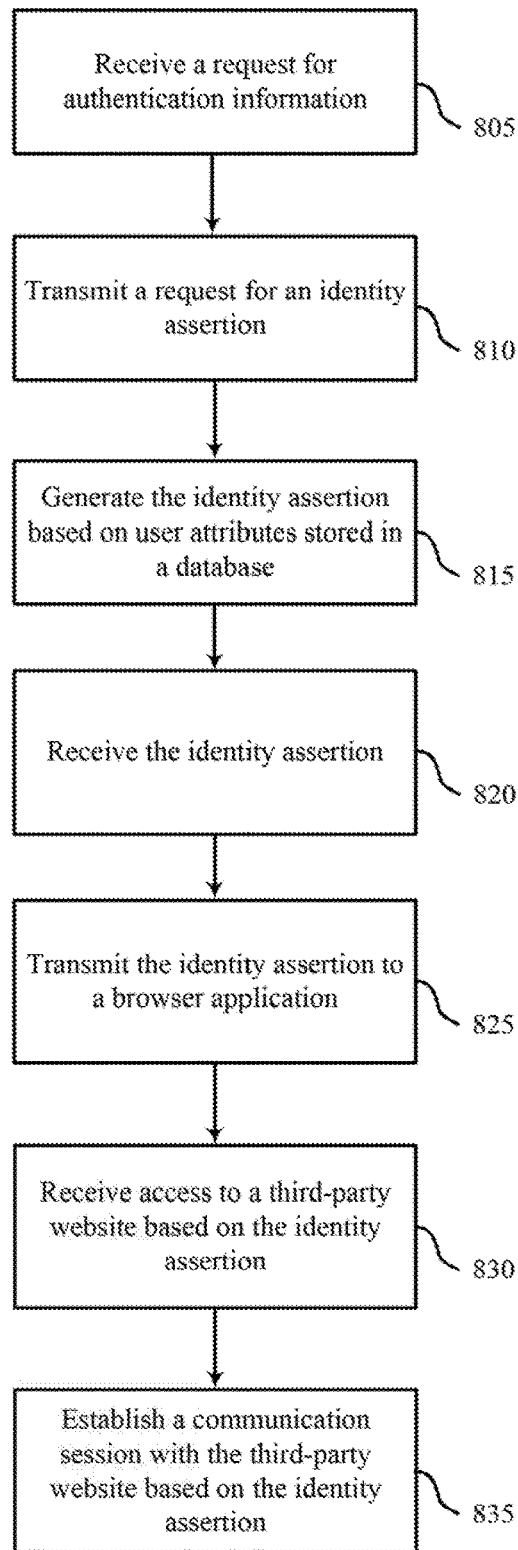 Receive a request for
authentication information
805
Transmit a request for an identity
assertion
810
Generate the identity assertion
based on user attributes stored in
a database
815
Receive the identity assertion
820
Transmit the identity assertion to
a browser application
825
Receive access to a third-party
website based on the identity
assertion
830
Establish a communication
session with the third-party
website based on the identity
assertion
835